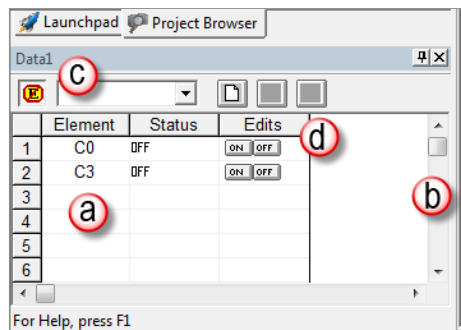 Launchpad Project Browser
Data1
c
E
Element Status Edits
d
1 C0 OFF ON OFF
2 C3 OFF ON OFF
3
a
b
4
5
6
For Help, press F1